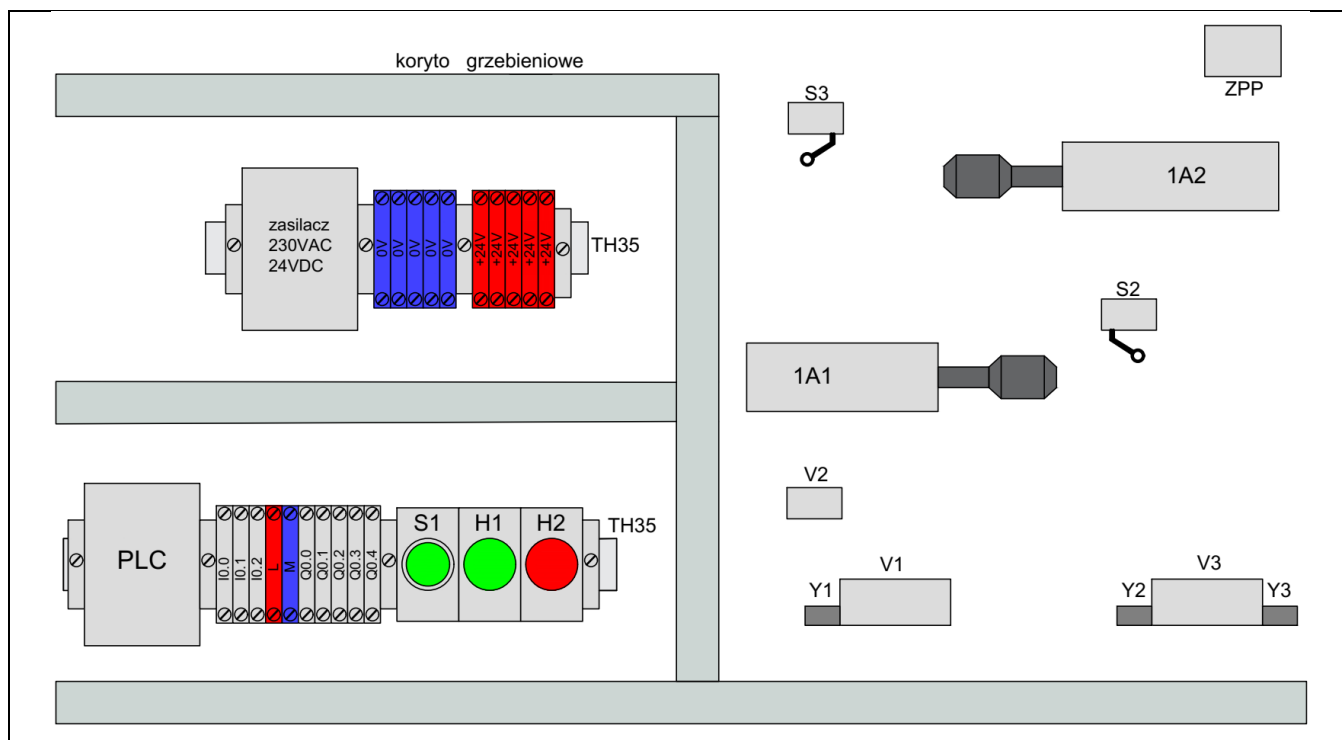 koryto grzebieniowe
ZPP
S3
1A2
zasilacz
230VAC
24VDC
0V
0V
0V
0V
0V
+24V
+24V
+24V
+24V
+24V
TH35
S2
1A1
V2
PLC
I0.0
I0.1
I0.2
L
M
Q0.0
Q0.1
Q0.2
Q0.3
Q0.4
S1
H1
H2
TH35
V1
Y1
V3
Y2
Y3